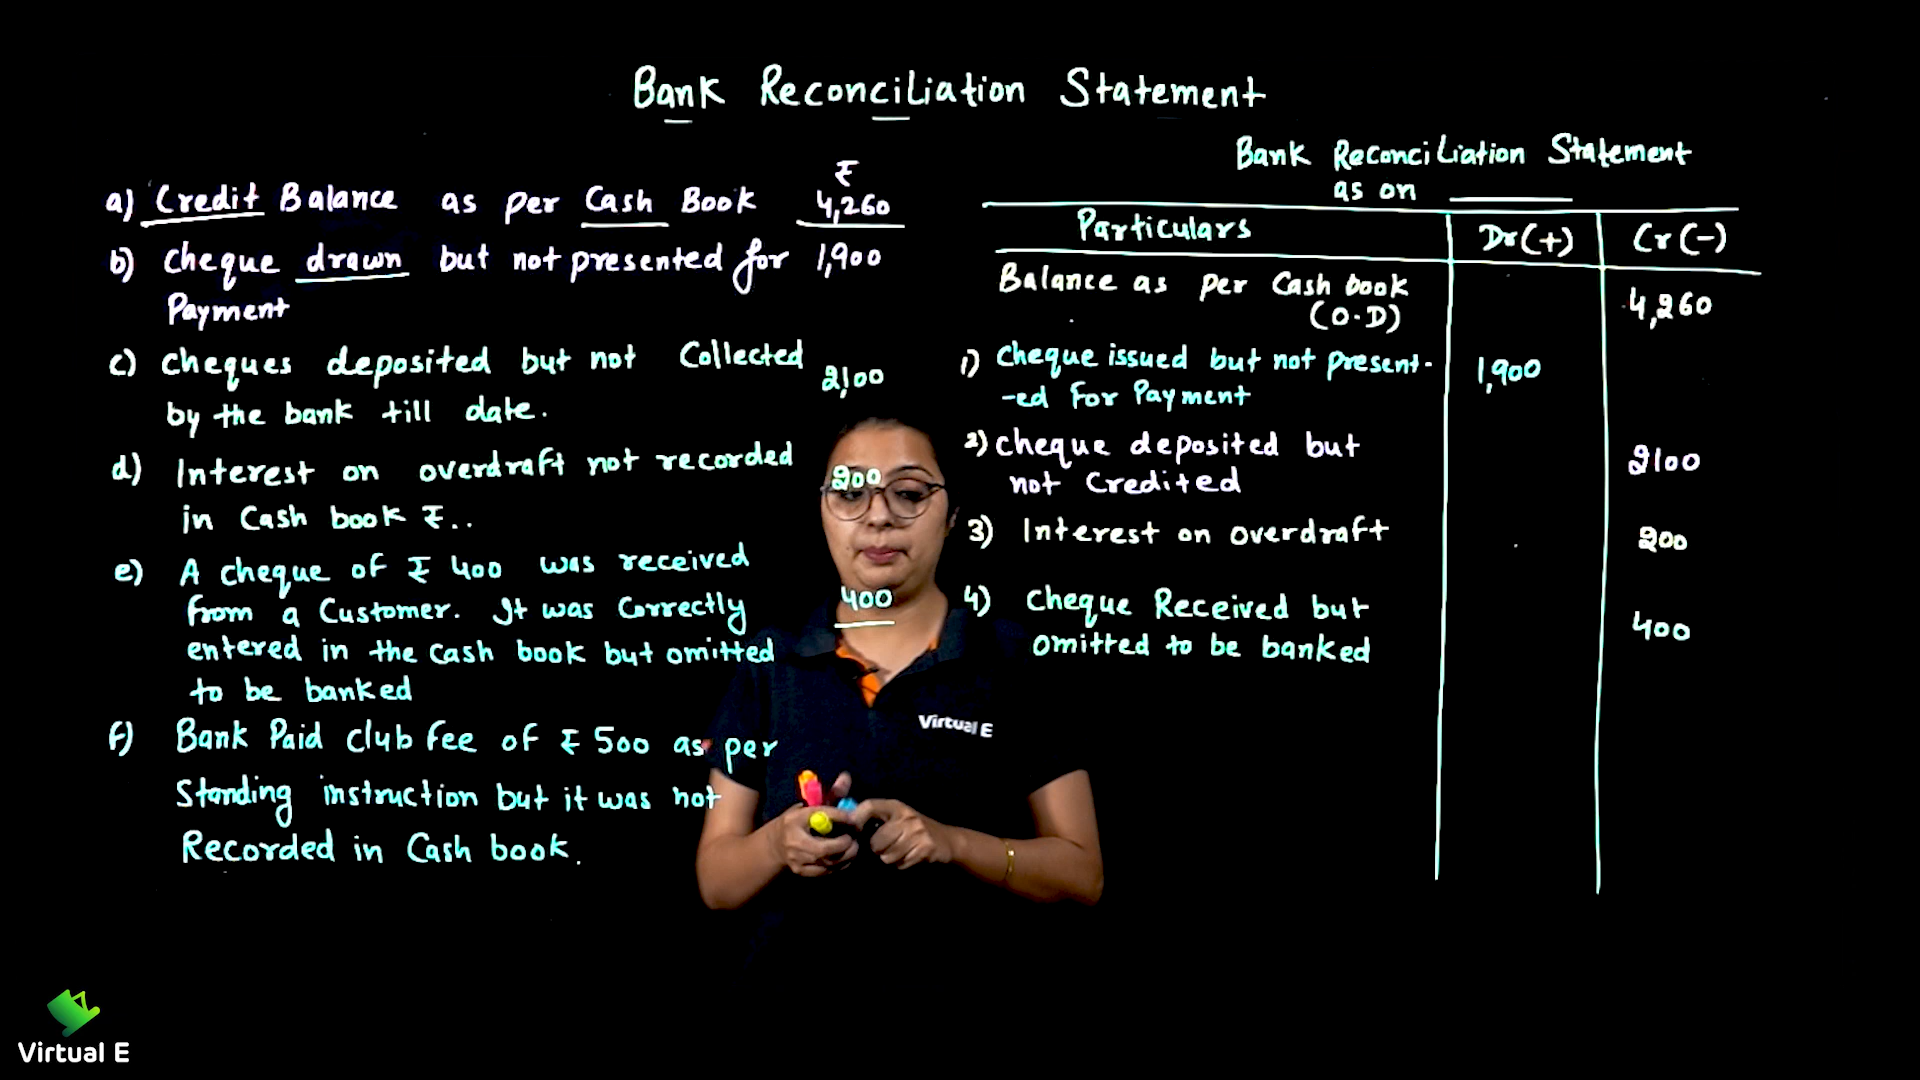 Bank Reconciliation Statement
₹
a) Credit Balance as per Cash Book 4,260
b) cheque drawn but not presented for 1,900
Payment
c) cheques deposited but not Collected
by the bank till date. 2,100
d) Interest on overdraft not recorded 200
in Cash book ₹..
e) A cheque of ₹ 400 was received
from a Customer. It was Correctly 400
entered in the cash book but omitted
to be banked
f) Bank Paid club fee of ₹ 500 as per
Standing instruction but it was not
Recorded in Cash book.
Bank Reconciliation Statement
as on
Particulars Dr(+) Cr(-)
Balance as per Cash book
(O.D) 4,260
1) Cheque issued but not present- 1,900
-ed For Payment
2) cheque deposited but
not Credited 2100
3) Interest on overdraft 200
4) Cheque Received but
omitted to be banked 400
Virtual E
Virtual E